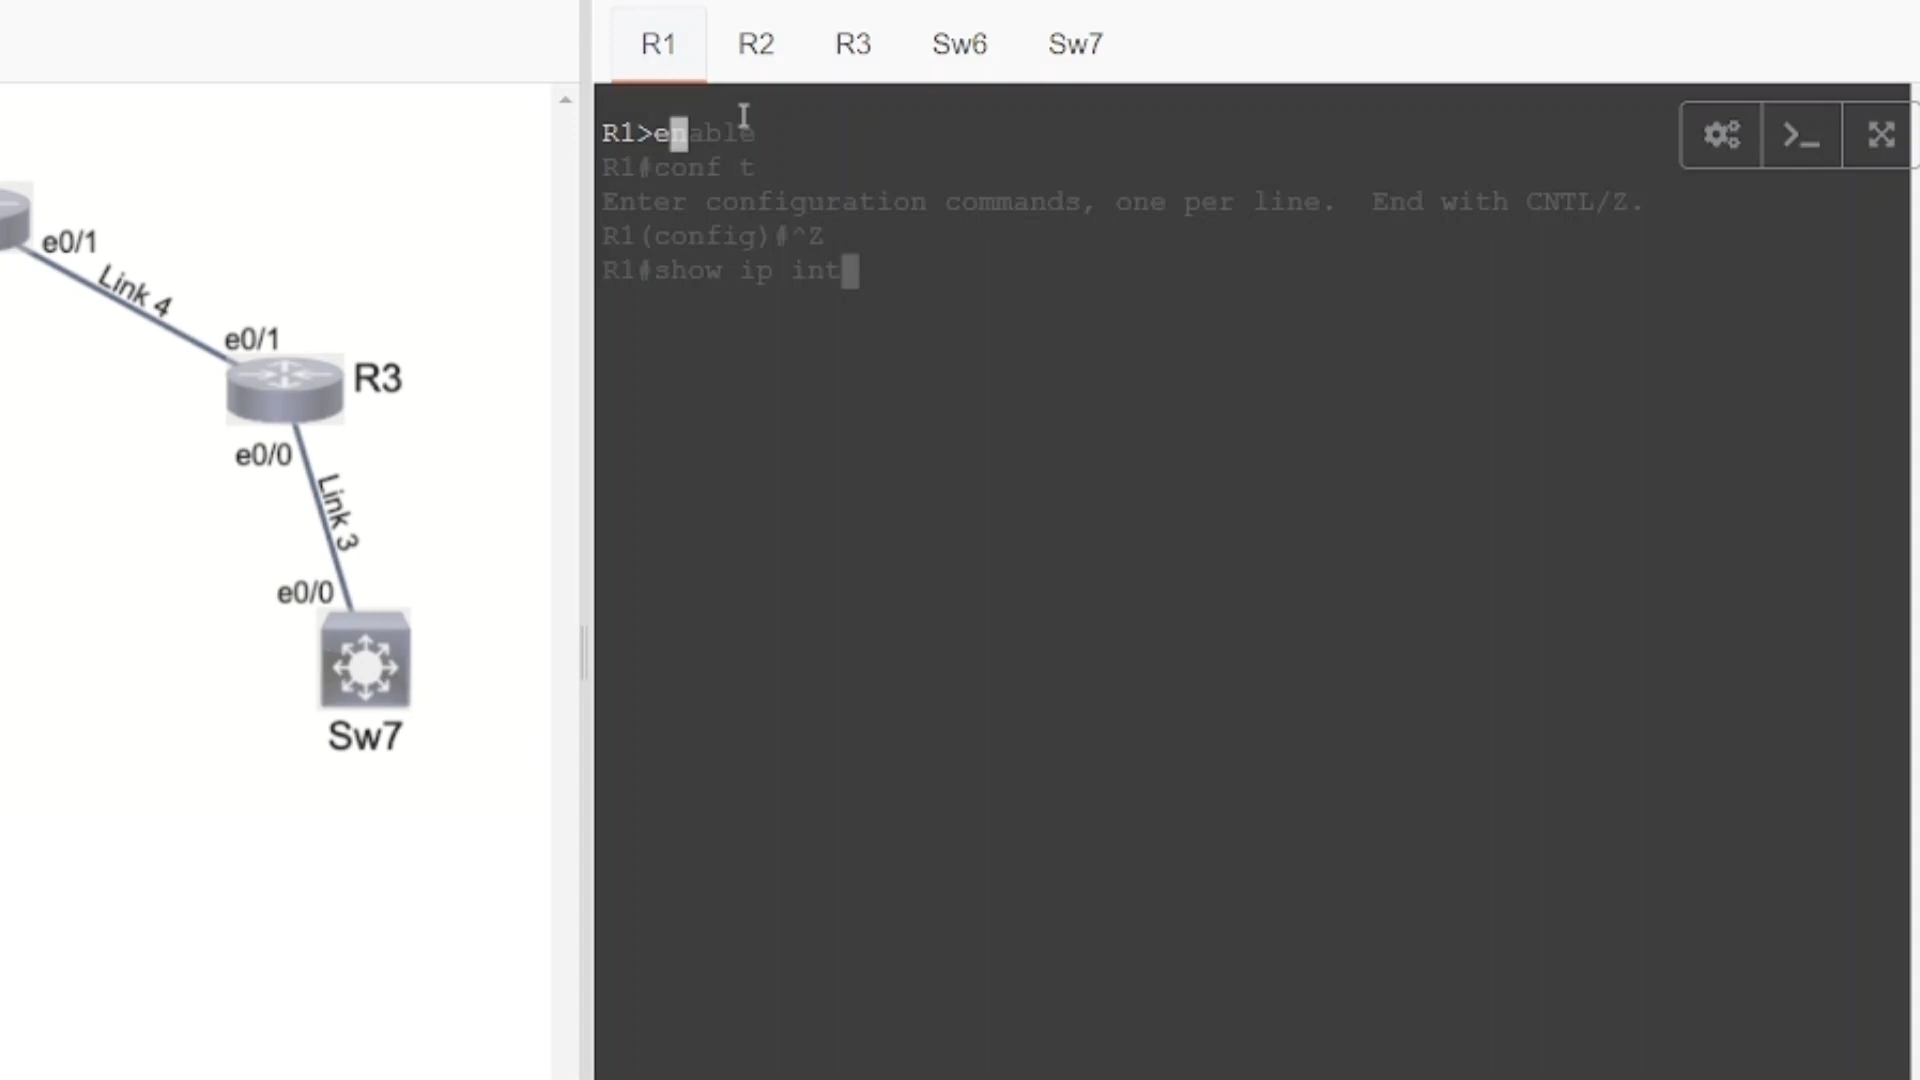 R1 R2 R3 Sw6 Sw7
e0/1
Link 4
e0/1
R3
e0/0
Link 3
e0/0
Sw7
R1>enable
R1#conf t
Enter configuration commands, one per line.  End with CNTL/Z.
R1(config)#^Z
R1#show ip int